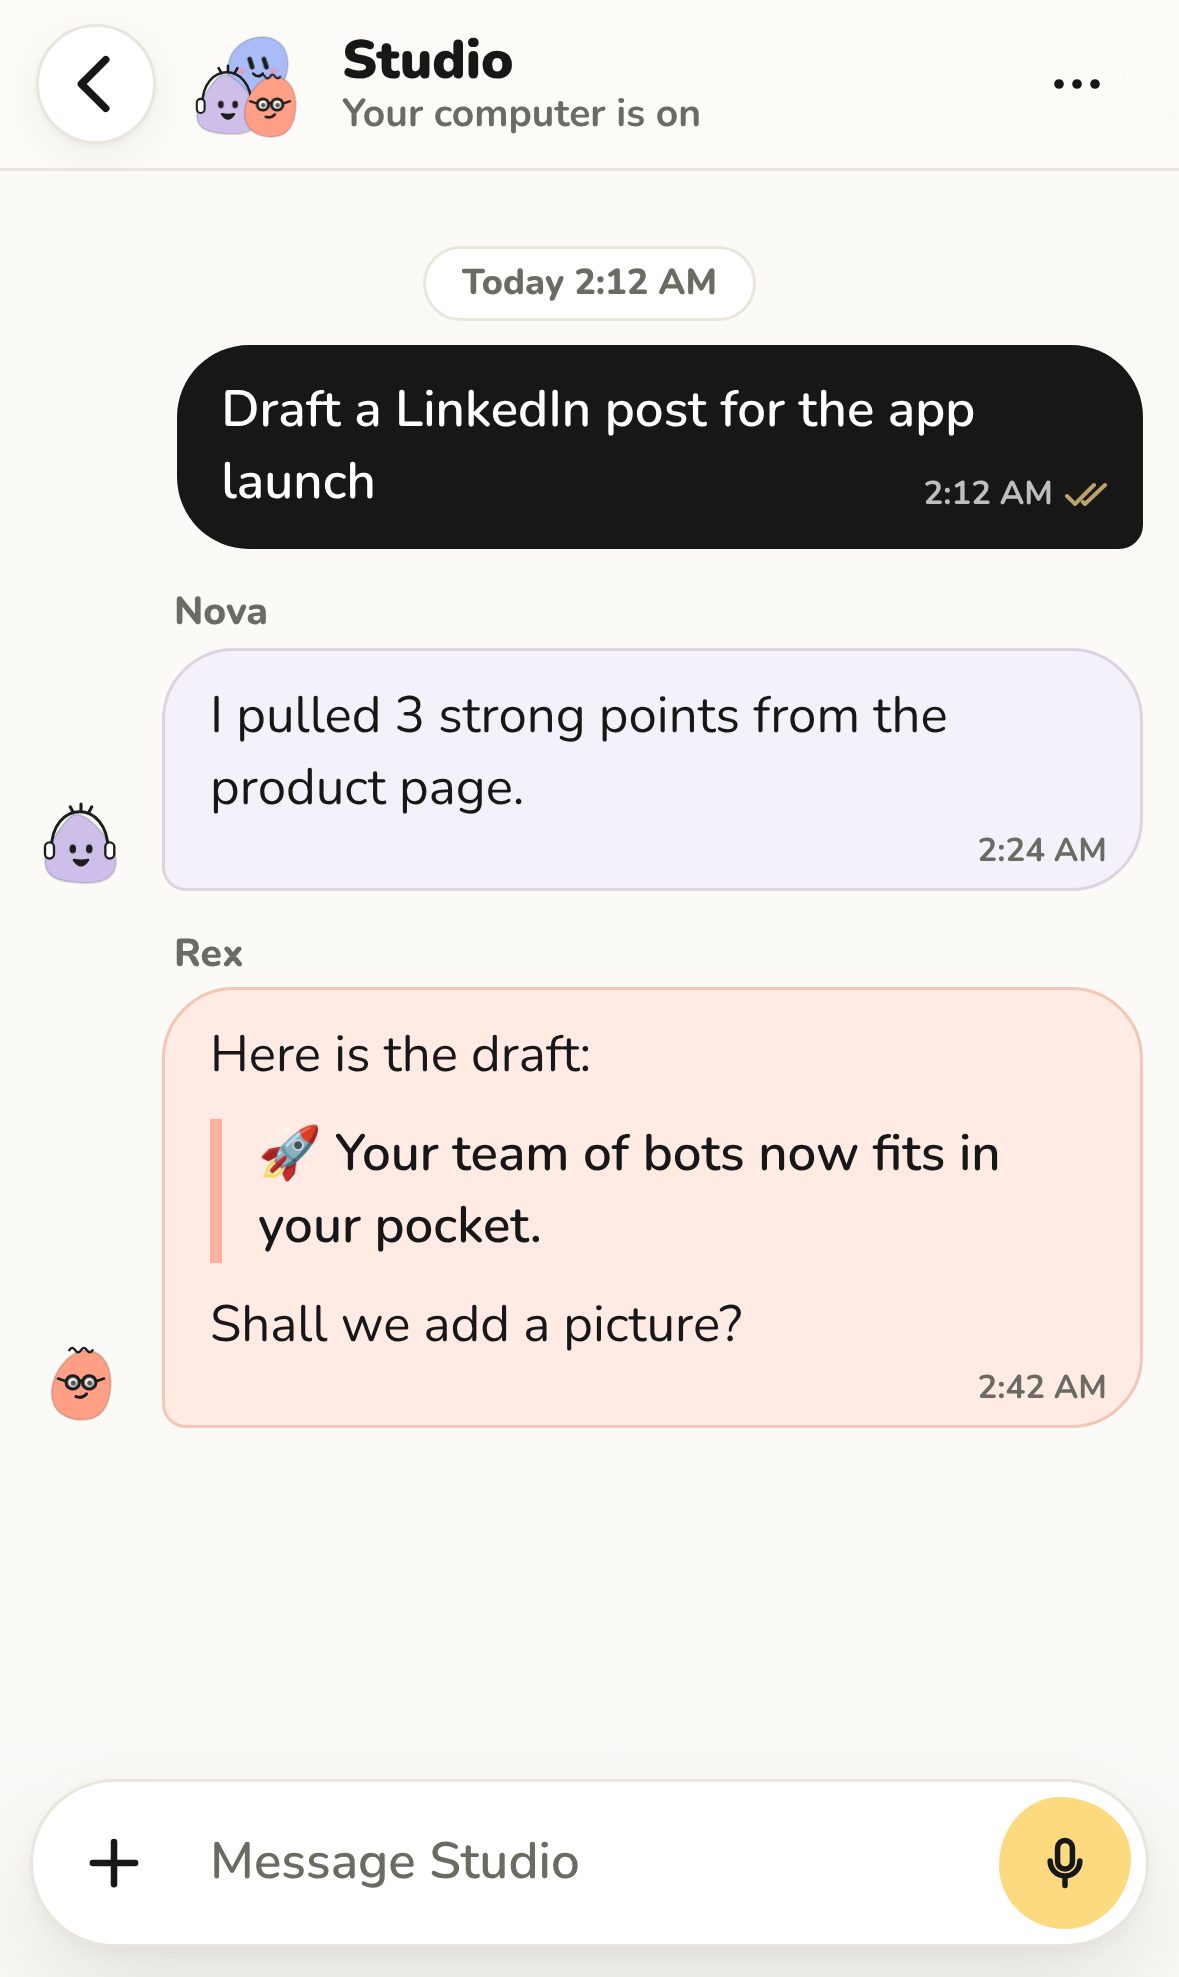 Studio
Your computer is on
Today 2:12 AM
Draft a LinkedIn post for the app
launch
2:12 AM
Nova
I pulled 3 strong points from the
product page.
2:24 AM
Rex
Here is the draft:
🚀 Your team of bots now fits in
your pocket.
Shall we add a picture?
2:42 AM
Message Studio